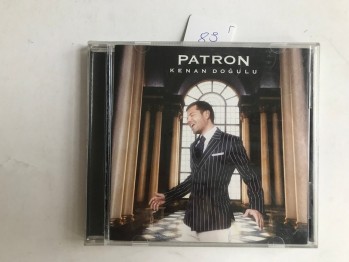 89
PATRON
KENAN DOĞULU